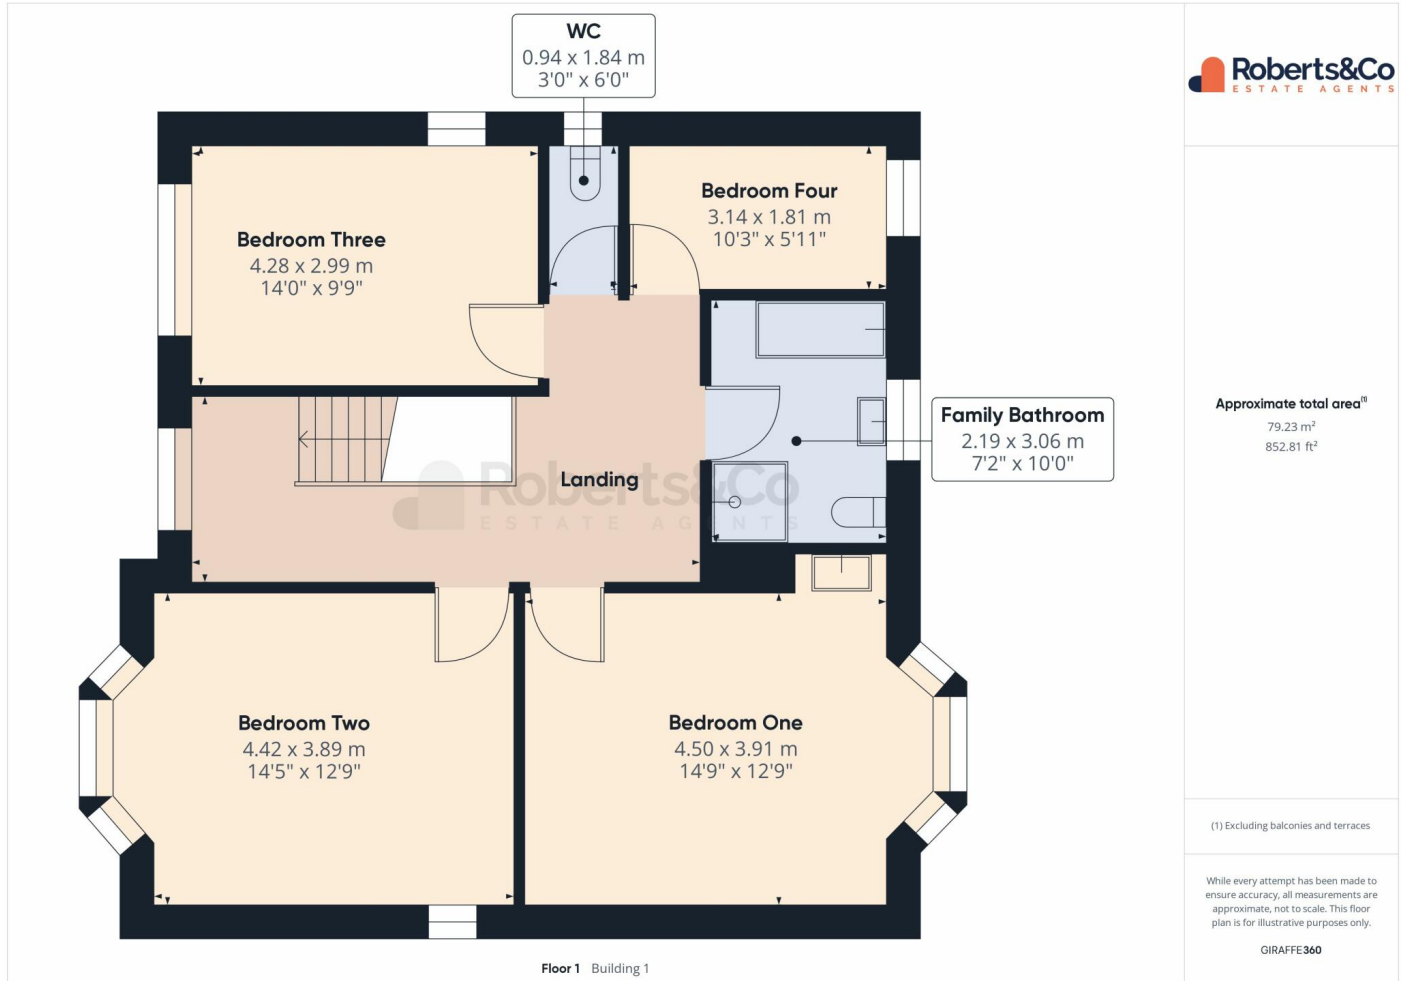 WC
0.94 x 1.84 m
3'0" x 6'0"
Roberts&Co
ESTATE AGENTS
Bedroom Four
3.14 x 1.81 m
10'3" x 5'11"
Bedroom Three
4.28 x 2.99 m
14'0" x 9'9"
Family Bathroom
2.19 x 3.06 m
7'2" x 10'0"
Approximate total area(1)
79.23 m²
852.81 ft²
Landing
Roberts&Co
ESTATE AGENTS
Bedroom Two
4.42 x 3.89 m
14'5" x 12'9"
Bedroom One
4.50 x 3.91 m
14'9" x 12'9"
(1) Excluding balconies and terraces
While every attempt has been made to
ensure accuracy, all measurements are
approximate, not to scale. This floor
plan is for illustrative purposes only.
GIRAFFE360
Floor 1 Building 1